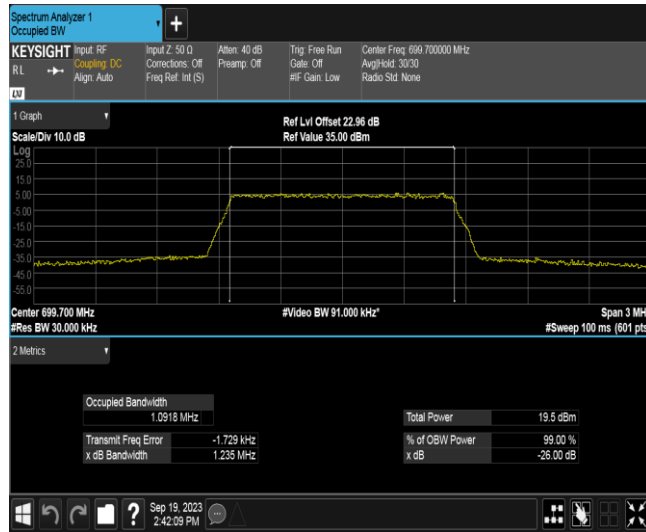 Spectrum Analyzer 1
Occupied BW
+
KEYSIGHT
RL
LXI
Input: RF
Coupling: DC
Align: Auto
Input Z: 50 Ω
Corrections: Off
Freq Ref: Int (S)
Atten: 40 dB
Preamp: Off
Trig: Free Run
Gate: Off
#IF Gain: Low
Center Freq: 699.700000 MHz
Avg|Hold: 30/30
Radio Std: None
1 Graph
Scale/Div 10.0 dB
Ref Lvl Offset 22.96 dB
Ref Value 35.00 dBm
Log
25.0
15.0
5.00
-5.00
-15.0
-25.0
-35.0
-45.0
-55.0
Center 699.700 MHz
#Video BW 91.000 kHz*
Span 3 MH
#Res BW 30.000 kHz
#Sweep 100 ms (601 pts
2 Metrics
Occupied Bandwidth
1.0918 MHz
Total Power 19.5 dBm
Transmit Freq Error -1.729 kHz
% of OBW Power 99.00 %
x dB Bandwidth 1.235 MHz
x dB -26.00 dB
?
Sep 19, 2023
2:42:09 PM